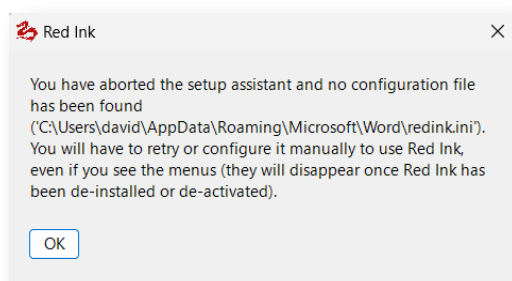 Red Ink
You have aborted the setup assistant and no configuration file
has been found
('C:\Users\david\AppData\Roaming\Microsoft\Word\redink.ini').
You will have to retry or configure it manually to use Red Ink,
even if you see the menus (they will disappear once Red Ink has
been de-installed or de-activated).
OK